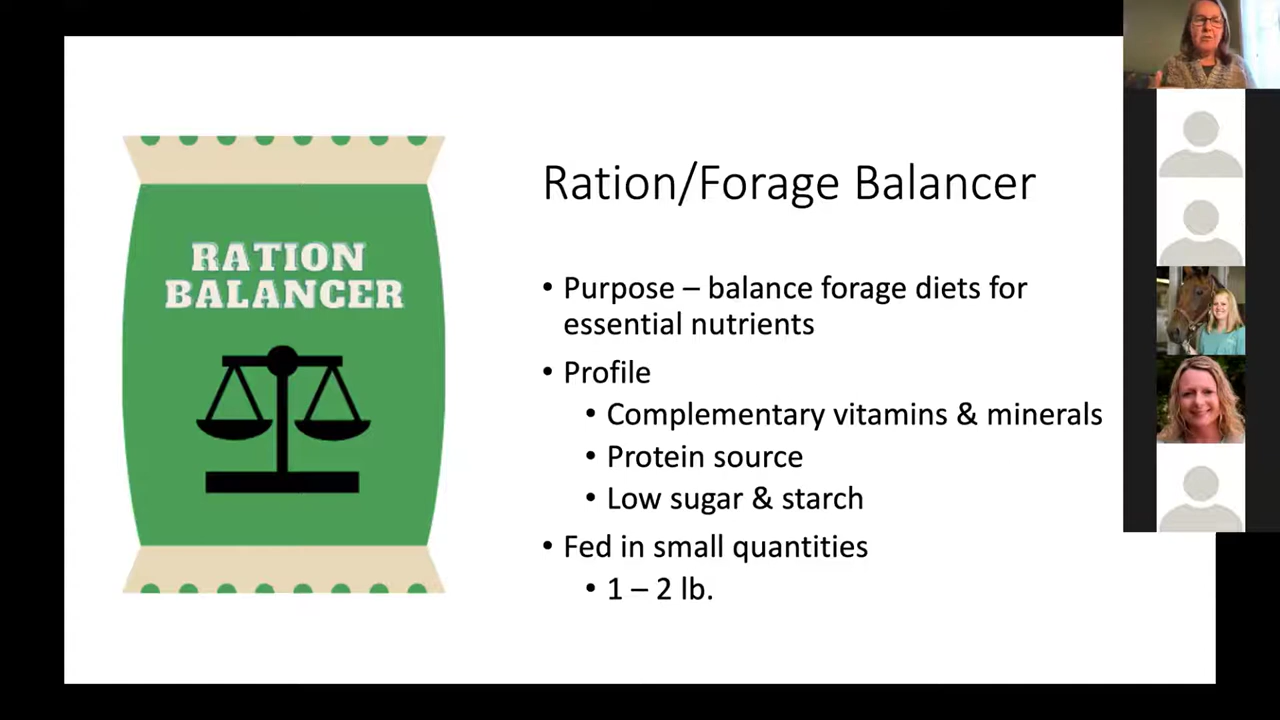 RATION
BALANCER
Ration/Forage Balancer
• Purpose – balance forage diets for
essential nutrients
• Profile
• Complementary vitamins & minerals
• Protein source
• Low sugar & starch
• Fed in small quantities
• 1 – 2 lb.